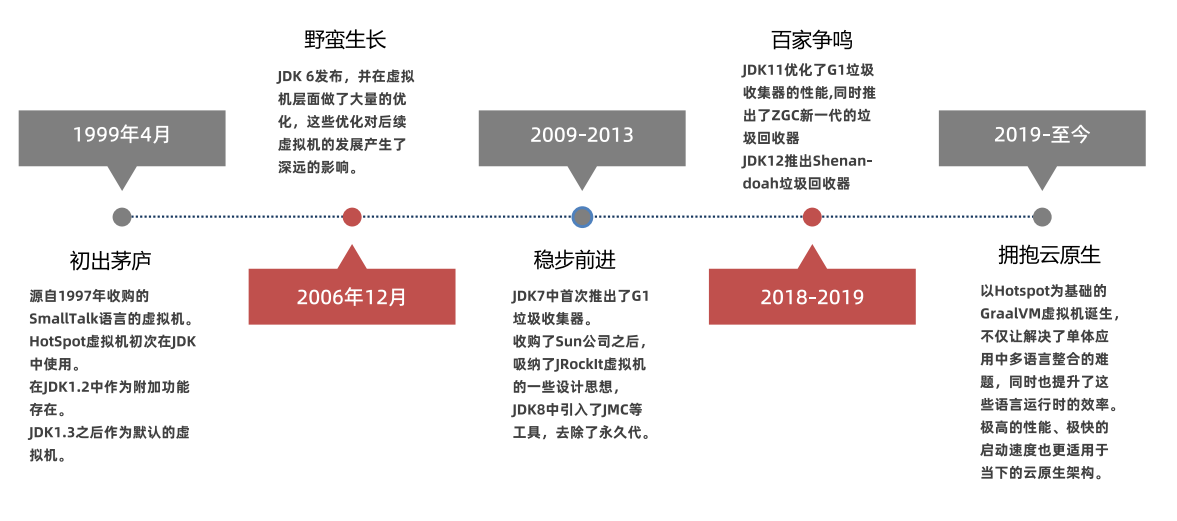 1999年4月
初出茅庐
源自1997年收购的
SmallTalk语言的虚拟机。
HotSpot虚拟机初次在JDK
中使用。
在JDK1.2中作为附加功能
存在。
JDK1.3之后作为默认的虚
拟机。
野蛮生长
JDK 6发布，并在虚拟
机层面做了大量的优
化，这些优化对后续
虚拟机的发展产生了
深远的影响。
2006年12月
2009-2013
稳步前进
JDK7中首次推出了G1
垃圾收集器。
收购了Sun公司之后，
吸纳了JRockIt虚拟机
的一些设计思想，
JDK8中引入了JMC等
工具，去除了永久代。
百家争鸣
JDK11优化了G1垃圾
收集器的性能,同时推
出了ZGC新一代的垃
圾回收器
JDK12推出Shenan-
doah垃圾回收器
2018-2019
2019-至今
拥抱云原生
以Hotspot为基础的
GraalVM虚拟机诞生，
不仅让解决了单体应
用中多语言整合的难
题，同时也提升了这
些语言运行时的效率。
极高的性能、极快的
启动速度也更适用于
当下的云原生架构。